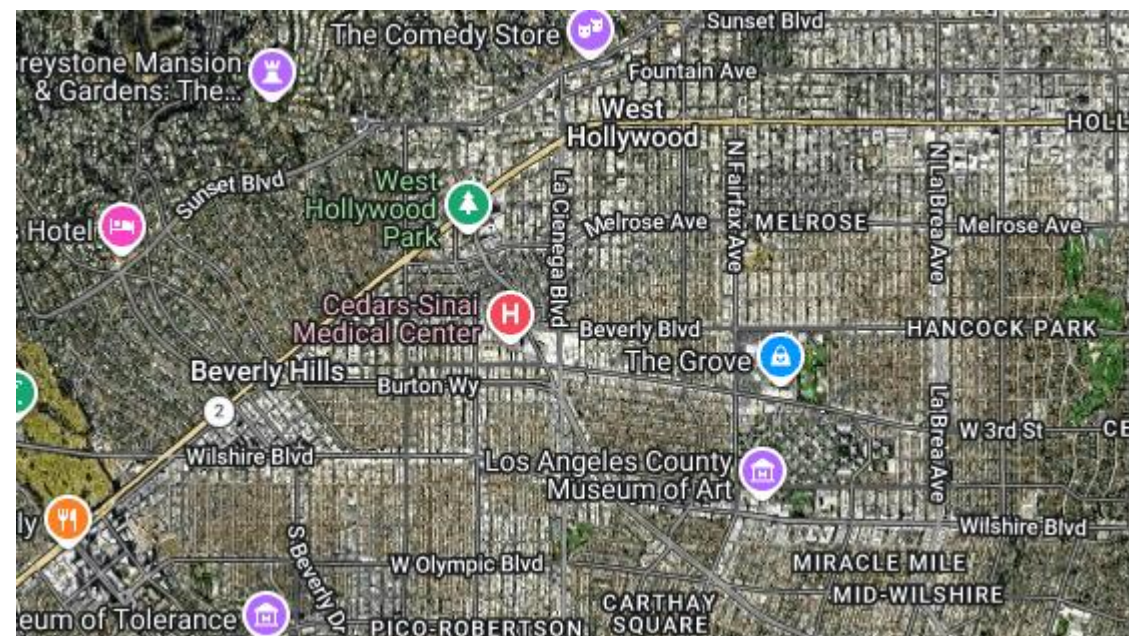 Sunset Blvd
The Comedy Store
reystone Mansion
& Gardens: The...
Fountain Ave
West
Hollywood
HOLL
Sunset Blvd
West
Hollywood
Park
La Cienega Blvd
N Fairfax Ave
N La Brea Ave
Hotel
Melrose Ave
MELROSE
Melrose Ave
Cedars-Sinai
Medical Center
H
Beverly Blvd
HANCOCK PARK
The Grove
Beverly Hills
Burton Wy
2
La Brea Ave
W 3rd St
CE
Wilshire Blvd
Los Angeles County
Museum of Art
ly
Wilshire Blvd
S Beverly Dr
W Olympic Blvd
MIRACLE MILE
MID-WILSHIRE
CARTHAY
SQUARE
eum of Tolerance
PICO-ROBERTSON